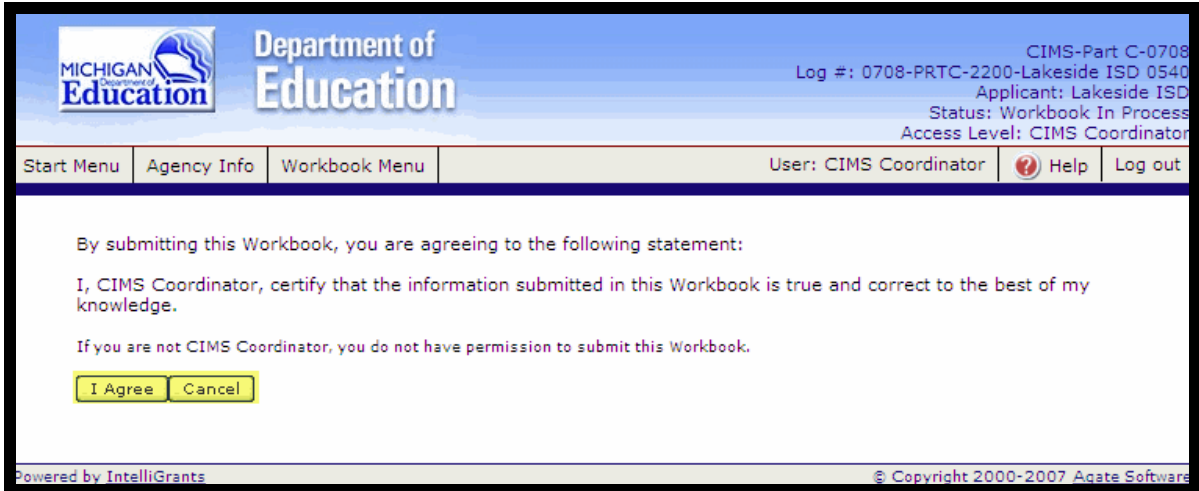 MICHIGAN
Department of
Education
Department of
Education
CIMS-Part C-0708
Log #: 0708-PRTC-2200-Lakeside ISD 0540
Applicant: Lakeside ISD
Status: Workbook In Process
Access Level: CIMS Coordinator
Start Menu Agency Info Workbook Menu User: CIMS Coordinator ? Help Log out
By submitting this Workbook, you are agreeing to the following statement:
I, CIMS Coordinator, certify that the information submitted in this Workbook is true and correct to the best of my
knowledge.
If you are not CIMS Coordinator, you do not have permission to submit this Workbook.
I Agree Cancel
Powered by IntelliGrants © Copyright 2000-2007 Agate Software